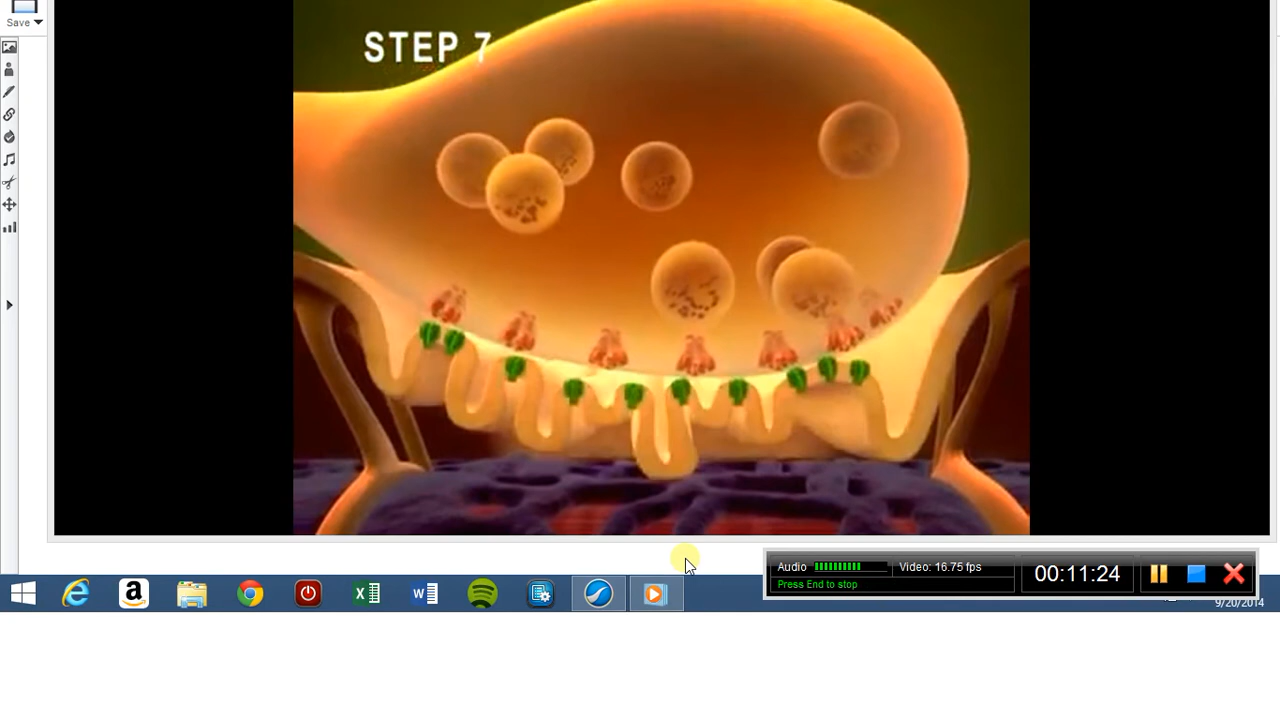 Save
STEP 7
Audio
Video: 16.75 fps
Press End to stop
00:11:24
9/20/2014